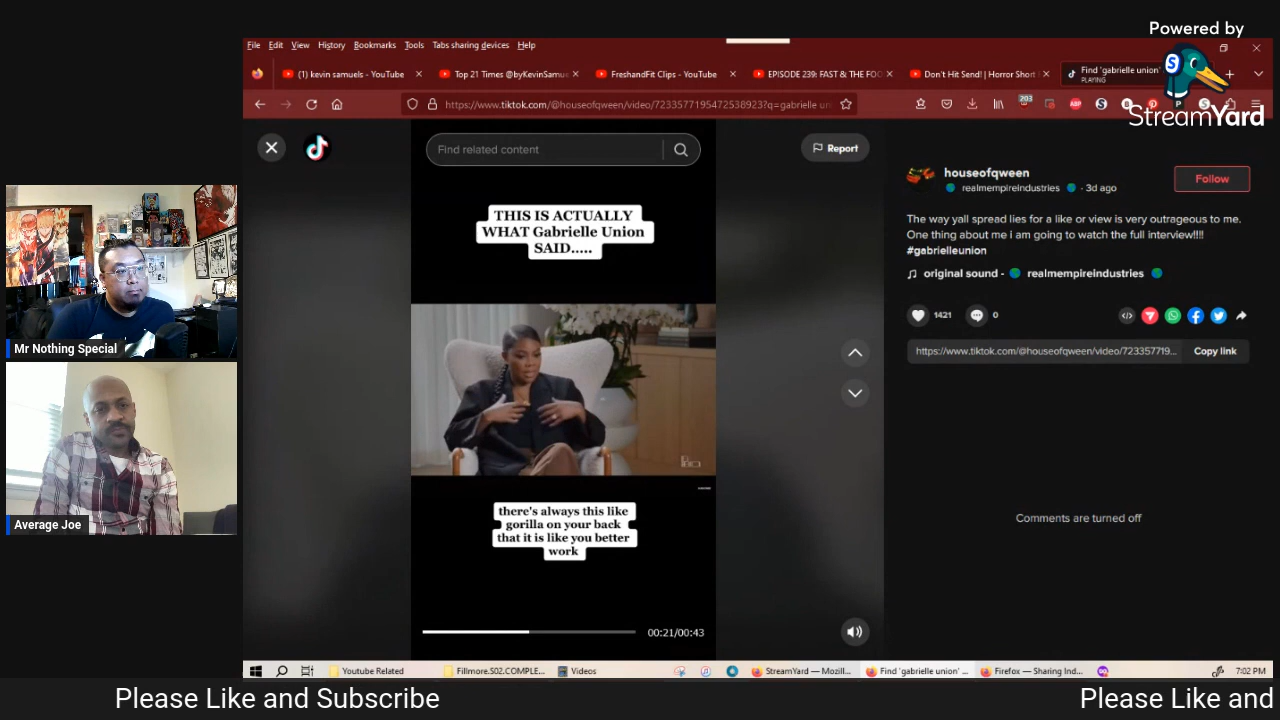 Powered by
StreamYard
File Edit View History Bookmarks Tools Tabs sharing devices Help
(1) kevin samuels - YouTube
Top 21 Times @byKevinSamu
FreshandFit Clips - YouTube
EPISODE 239: FAST & THE FOO
Don't Hit Send! | Horror Short
Find 'gabrielle union'
PLAYING
https://www.tiktok.com/@houseofqween/video/7233577195472538923?q=gabrielle un
203
ABP
Find related content
Report
THIS IS ACTUALLY
WHAT Gabrielle Union
SAID.....
there's always this like
gorilla on your back
that it is like you better
work
00:21/00:43
houseofqween
realmempireindustries · 3d ago
Follow
The way yall spread lies for a like or view is very outrageous to me.
One thing about me i am going to watch the full interview!!!!
#gabrielleunion
original sound - realmempireindustries
1421
0
https://www.tiktok.com/@houseofqween/video/723357719...
Copy link
Comments are turned off
Mr Nothing Special
Average Joe
Youtube Related
Fillmore.S02.COMPLE...
Videos
StreamYard — Mozill...
Find 'gabrielle union' ...
Firefox — Sharing Ind...
7:02 PM
Please Like and Subscribe
Please Like and